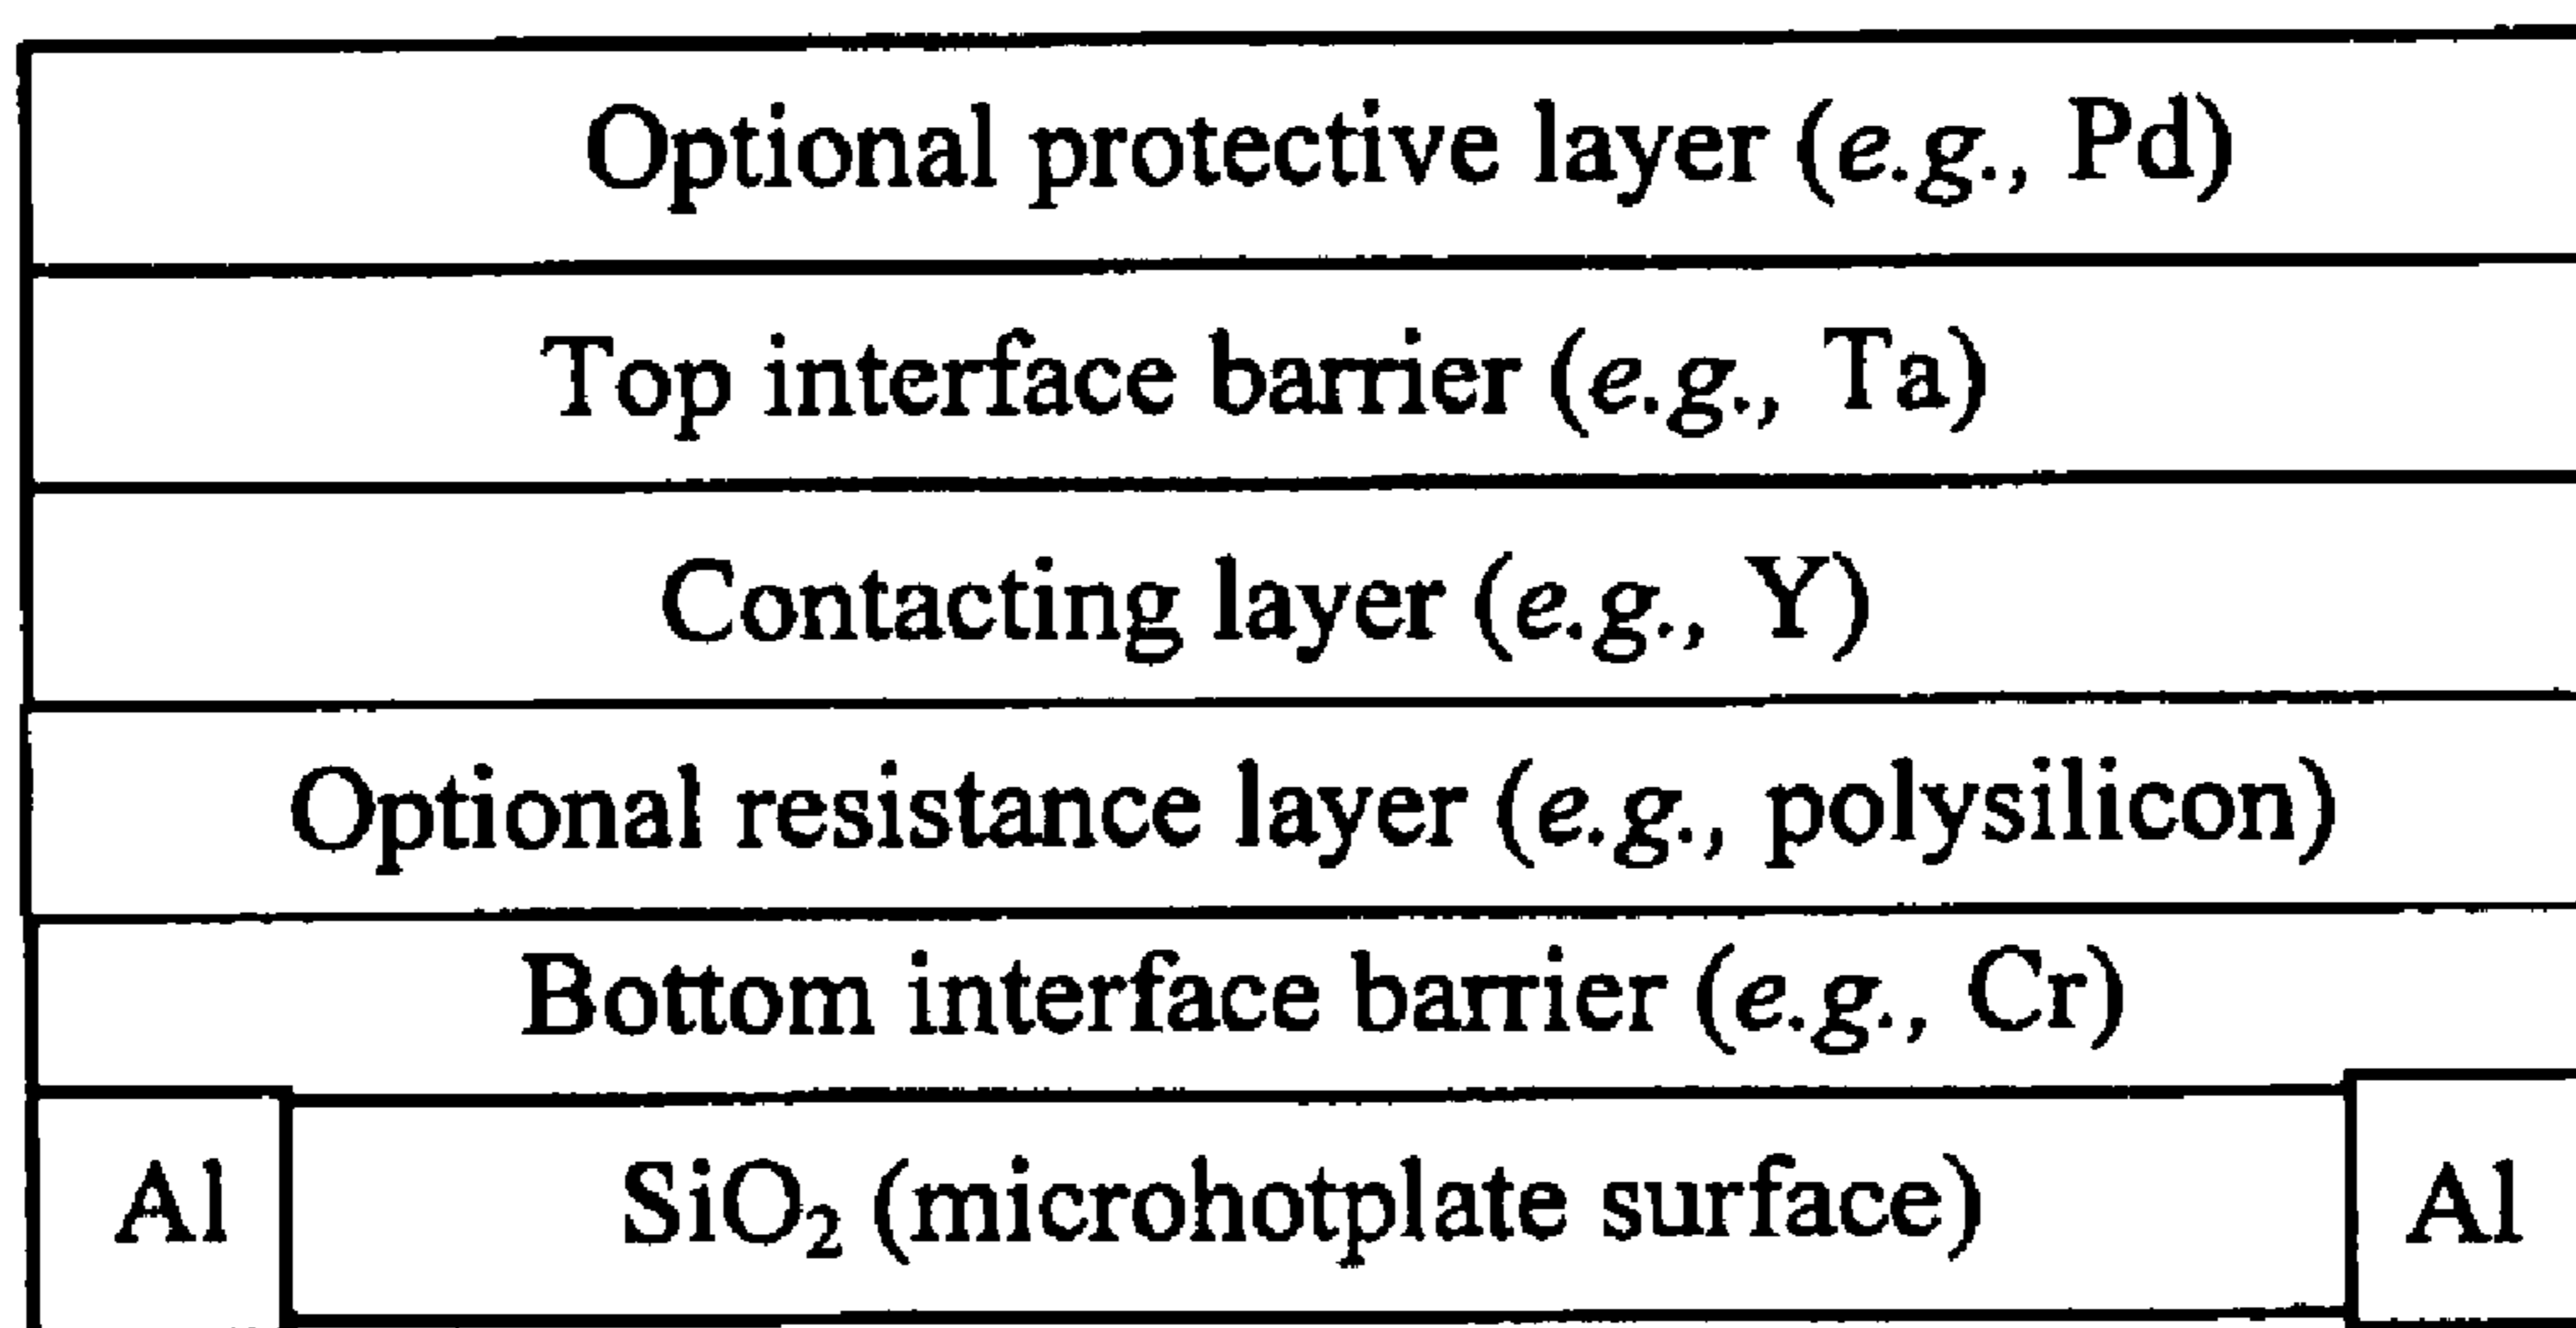 Optional protective layer (e.g., Pd)
Top interface barrier (e.g., Ta)
Contacting layer (e.g., Y)
Optional resistance layer (e.g., polysilicon)
Bottom interface barrier (e.g., Cr)
Al SiO₂ (microhotplate surface) Al